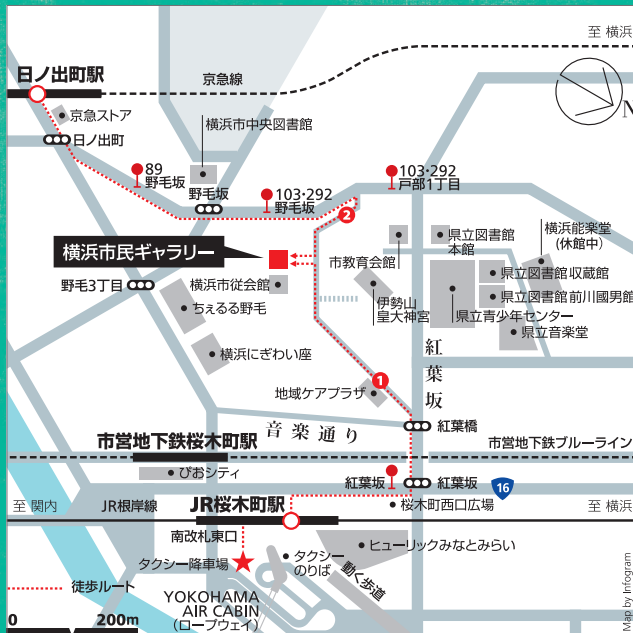 至 横浜
日ノ出町駅
京急線
京急ストア
N
横浜市中央図書館
日ノ出町
89
野毛坂
103・292
戸部1丁目
野毛坂
103・292
野毛坂
2
県立図書館
本館
横浜能楽堂
(休館中)
横浜市民ギャラリー
市教育会館
県立図書館収蔵館
横浜市従会館
野毛3丁目
伊勢山
皇大神宮
県立図書館前川國男館
ちぇるる野毛
県立青少年センター
県立音楽堂
紅葉坂
横浜にぎわい座
1
地域ケアプラザ
音楽通り
紅葉橋
市営地下鉄桜木町駅
市営地下鉄ブルーライン
ぴおシティ
紅葉坂
紅葉坂
16
至 関内
JR根岸線
JR桜木町駅
桜木町西口広場
至 横浜
南改札東口
ヒューリックみなとみらい
タクシー降車場
タクシー
のりば
動く歩道
徒歩ルート
YOKOHAMA
AIR CABIN
(ロープウェイ)
0
200m
Map by Infogram